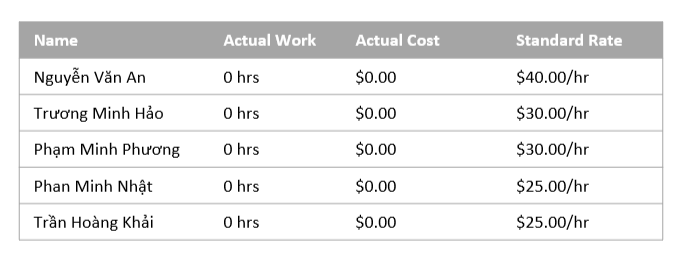 Name Actual Work Actual Cost Standard Rate
Nguyễn Văn An 0 hrs $0.00 $40.00/hr
Trương Minh Hảo 0 hrs $0.00 $30.00/hr
Phạm Minh Phương 0 hrs $0.00 $30.00/hr
Phan Minh Nhật 0 hrs $0.00 $25.00/hr
Trần Hoàng Khải 0 hrs $0.00 $25.00/hr